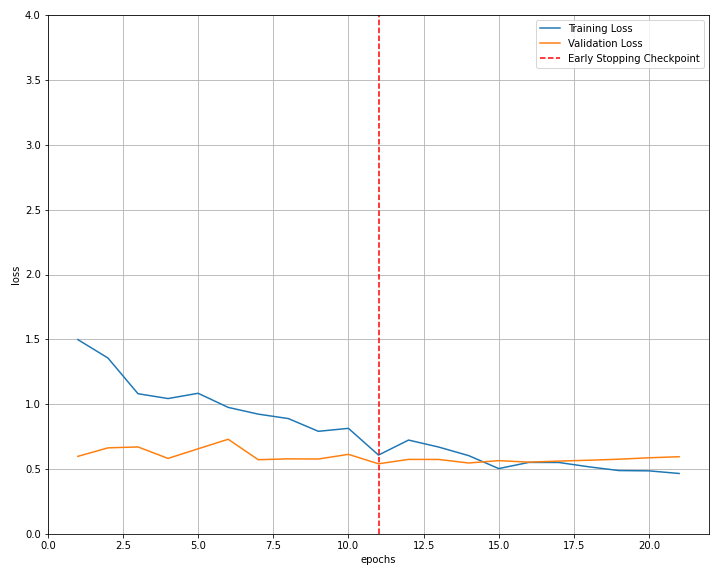 4.0
3.5
3.0
2.5
2.0
1.5
1.0
0.5
0.0
loss
Training Loss
Validation Loss
Early Stopping Checkpoint
0.0 2.5 5.0 7.5 10.0 12.5 15.0 17.5 20.0
epochs